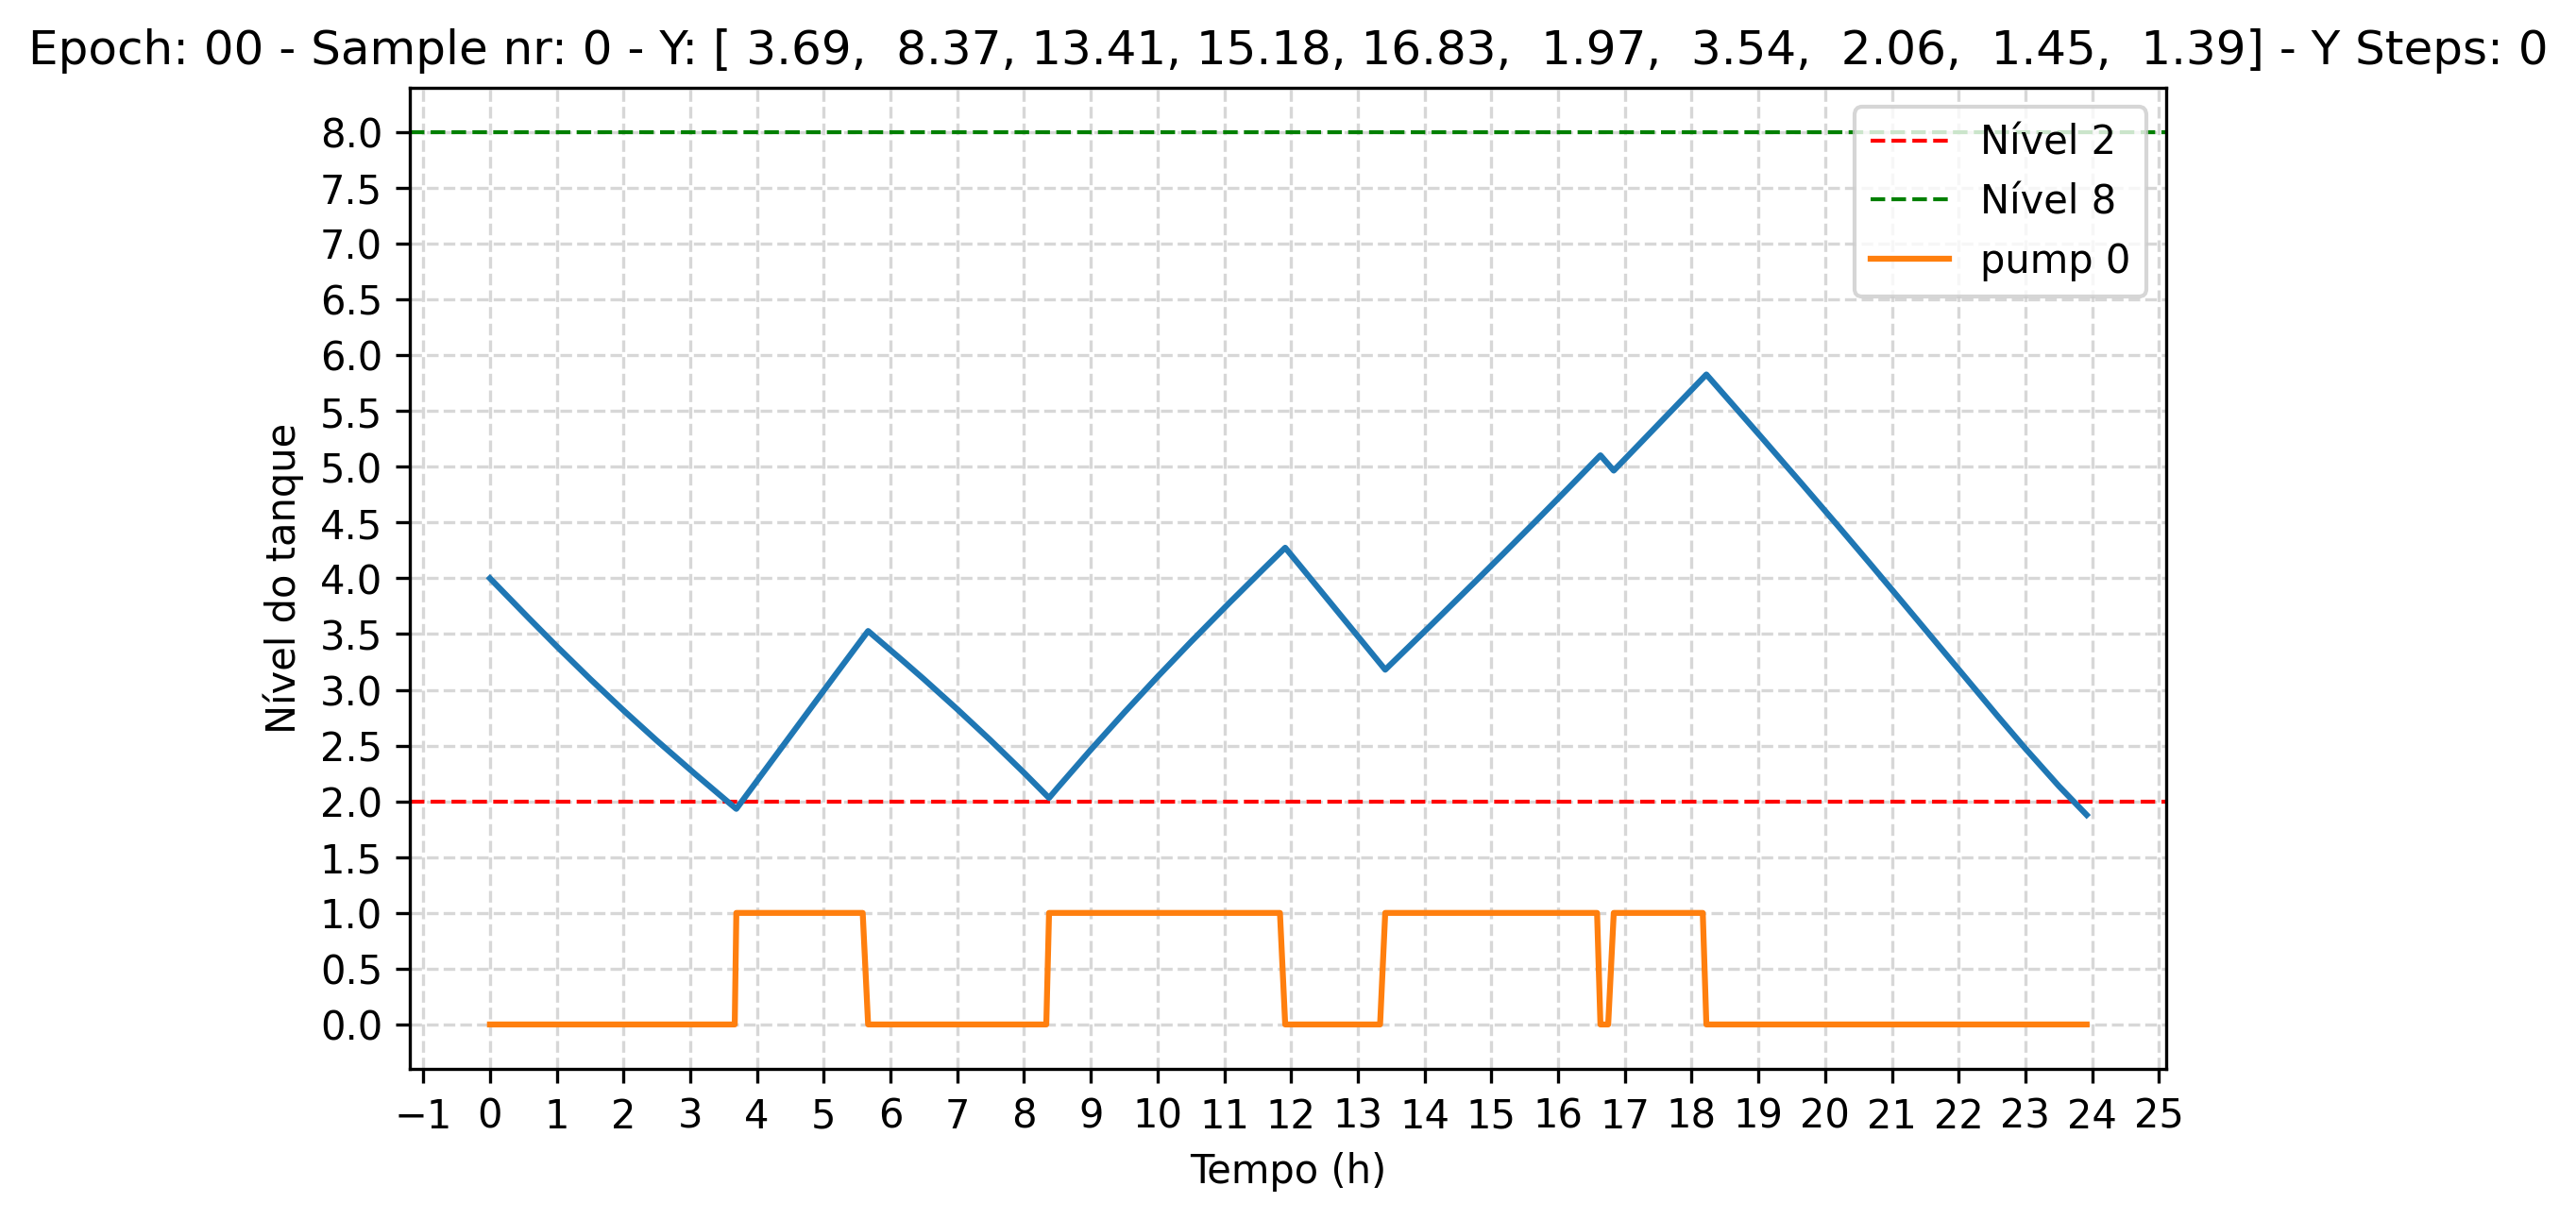 Epoch: 00 - Sample nr: 0 - Y: [ 3.69,  8.37, 13.41, 15.18, 16.83,  1.97,  3.54,  2.06,  1.45,  1.39] - Y Steps: 0
Nível 2
Nível 8
pump 0
Nível do tanque
8.0
7.5
7.0
6.5
6.0
5.5
5.0
4.5
4.0
3.5
3.0
2.5
2.0
1.5
1.0
0.5
0.0
−1 0 1 2 3 4 5 6 7 8 9 10 11 12 13 14 15 16 17 18 19 20 21 22 23 24 25
Tempo (h)